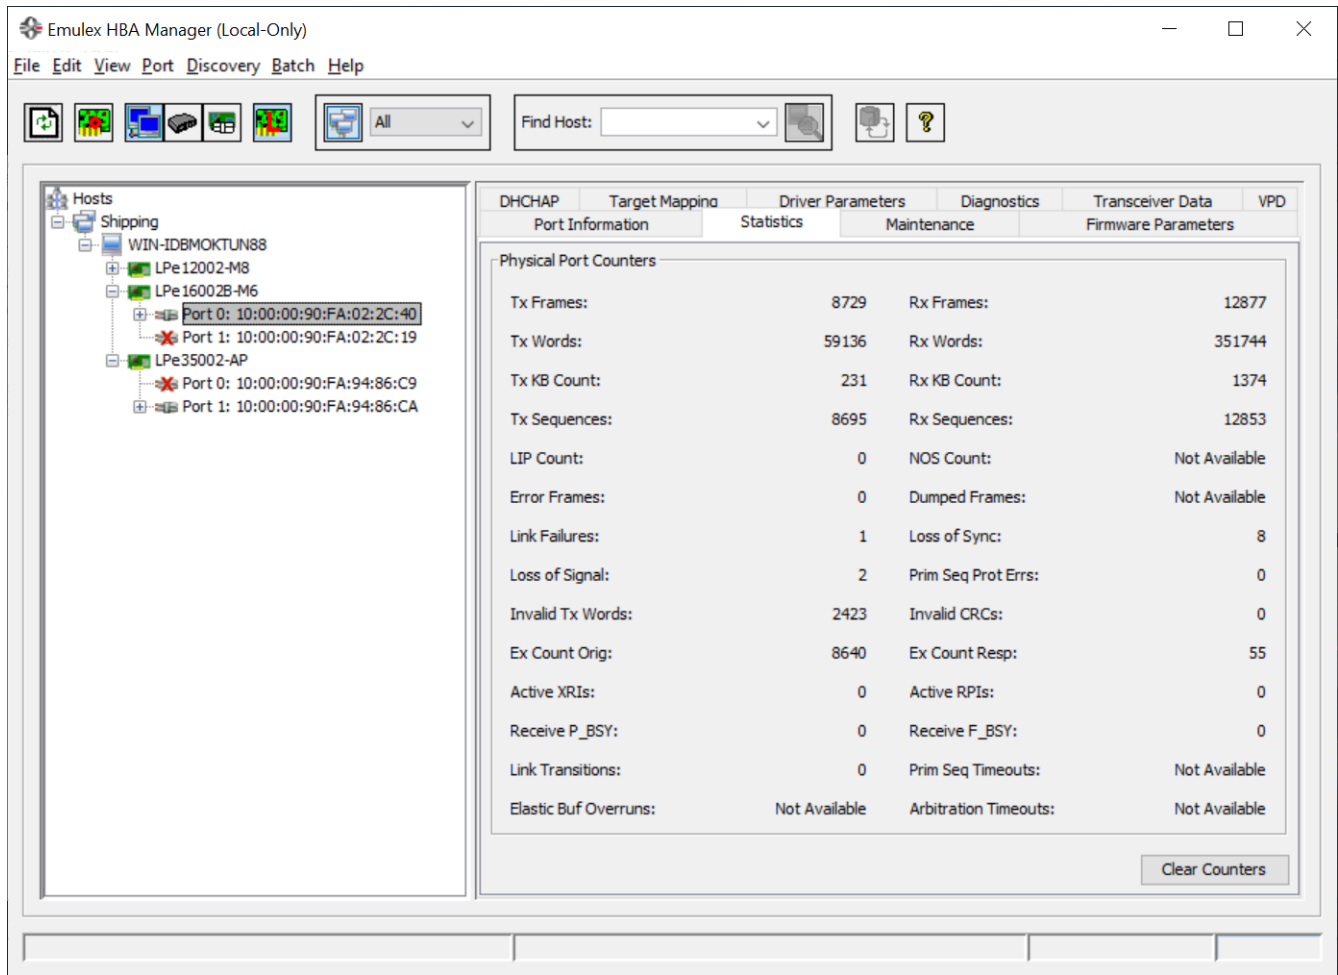 Emulex HBA Manager (Local-Only)
File Edit View Port Discovery Batch Help
All
Find Host:
Hosts
Shipping
WIN-IDBMOKTUN88
LPe12002-M8
LPe16002B-M6
Port 0: 10:00:00:90:FA:02:2C:40
Port 1: 10:00:00:90:FA:02:2C:19
LPe35002-AP
Port 0: 10:00:00:90:FA:94:86:C9
Port 1: 10:00:00:90:FA:94:86:CA
DHCHAP Target Mapping Driver Parameters Diagnostics Transceiver Data VPD
Port Information Statistics Maintenance Firmware Parameters
Physical Port Counters
Tx Frames: 8729 Rx Frames: 12877
Tx Words: 59136 Rx Words: 351744
Tx KB Count: 231 Rx KB Count: 1374
Tx Sequences: 8695 Rx Sequences: 12853
LIP Count: 0 NOS Count: Not Available
Error Frames: 0 Dumped Frames: Not Available
Link Failures: 1 Loss of Sync: 8
Loss of Signal: 2 Prim Seq Prot Errs: 0
Invalid Tx Words: 2423 Invalid CRCs: 0
Ex Count Orig: 8640 Ex Count Resp: 55
Active XRIs: 0 Active RPIs: 0
Receive P_BSY: 0 Receive F_BSY: 0
Link Transitions: 0 Prim Seq Timeouts: Not Available
Elastic Buf Overruns: Not Available Arbitration Timeouts: Not Available
Clear Counters